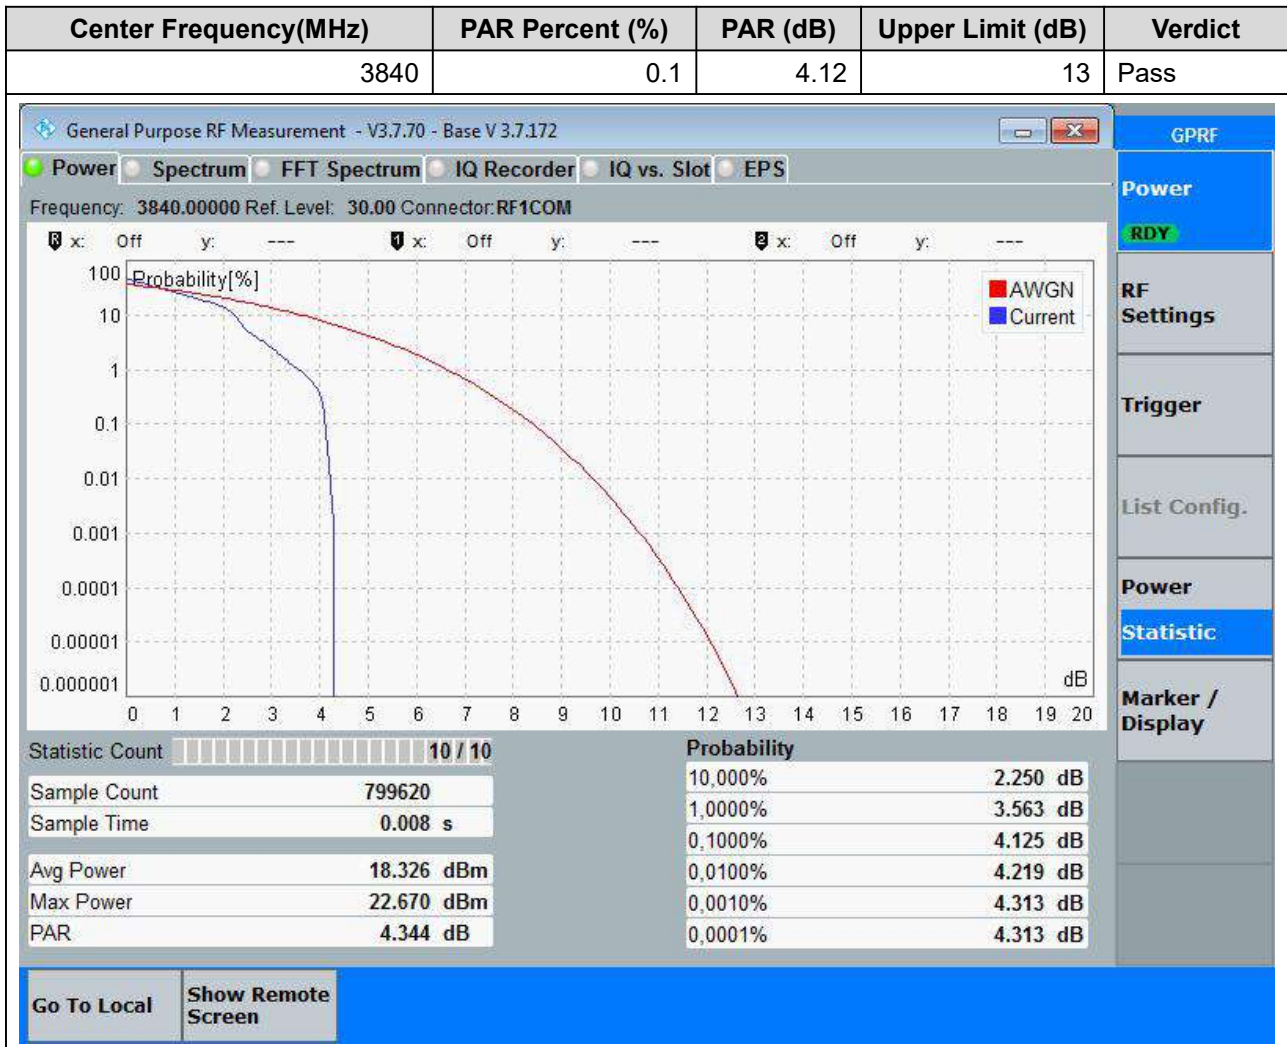 Center Frequency(MHz) PAR Percent (%) PAR (dB) Upper Limit (dB) Verdict
3840 0.1 4.12 13 Pass
General Purpose RF Measurement - V3.7.70 - Base V 3.7.172
GPRF
Power Spectrum FFT Spectrum IQ Recorder IQ vs. Slot EPS
Frequency: 3840.00000 Ref. Level: 30.00 Connector:RF1COM
R x: Off y: --- 1 x: Off y: --- 2 x: Off y: ---
Probability[%]
AWGN
Current
100
10
1
0.1
0.01
0.001
0.0001
0.00001
0.000001
dB
0 1 2 3 4 5 6 7 8 9 10 11 12 13 14 15 16 17 18 19 20
Statistic Count 10 / 10
Sample Count 799620
Sample Time 0.008 s
Avg Power 18.326 dBm
Max Power 22.670 dBm
PAR 4.344 dB
Probability
10,000% 2.250 dB
1,0000% 3.563 dB
0,1000% 4.125 dB
0,0100% 4.219 dB
0,0010% 4.313 dB
0,0001% 4.313 dB
Power
RDY
RF
Settings
Trigger
List Config.
Power
Statistic
Marker /
Display
Go To Local
Show Remote
Screen